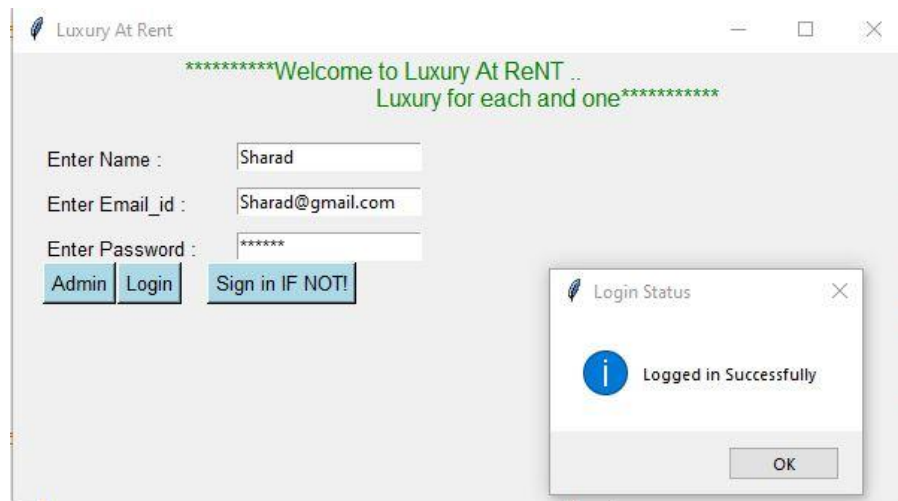 Luxury At Rent
**********Welcome to Luxury At ReNT ..
Luxury for each and one***********
Enter Name :
Sharad
Enter Email_id :
Sharad@gmail.com
Enter Password :
******
Admin
Login
Sign in IF NOT!
Login Status
Logged in Successfully
OK